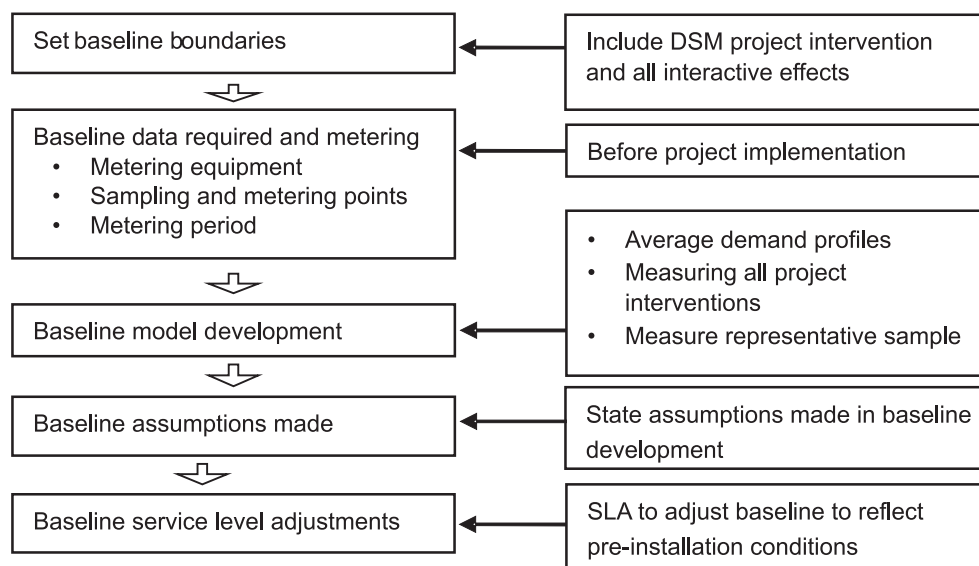 Set baseline boundaries
Include DSM project intervention
and all interactive effects
Baseline data required and metering
• Metering equipment
• Sampling and metering points
• Metering period
Before project implementation
• Average demand profiles
• Measuring all project
interventions
• Measure representative sample
Baseline model development
Baseline assumptions made
State assumptions made in baseline
development
Baseline service level adjustments
SLA to adjust baseline to reflect
pre-installation conditions